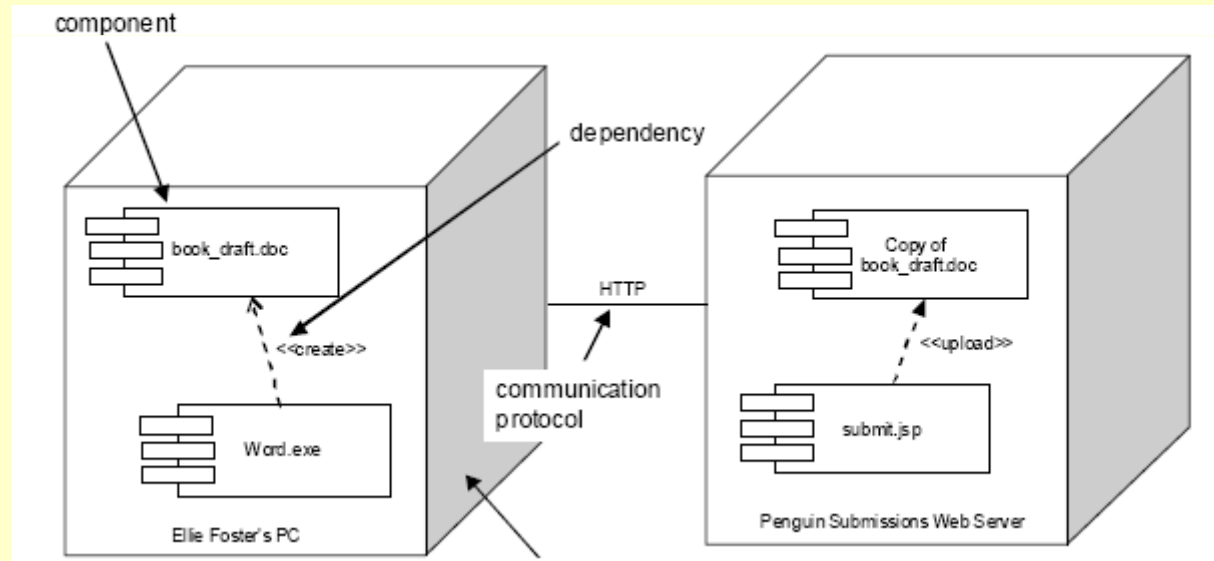 component
dependency
book_draft.doc
<<create>>
Word.exe
Ellie Foster's PC
HTTP
communication
protocol
Copy of
book_draft.doc
<<upload>>
submit.jsp
Penguin Submissions Web Server